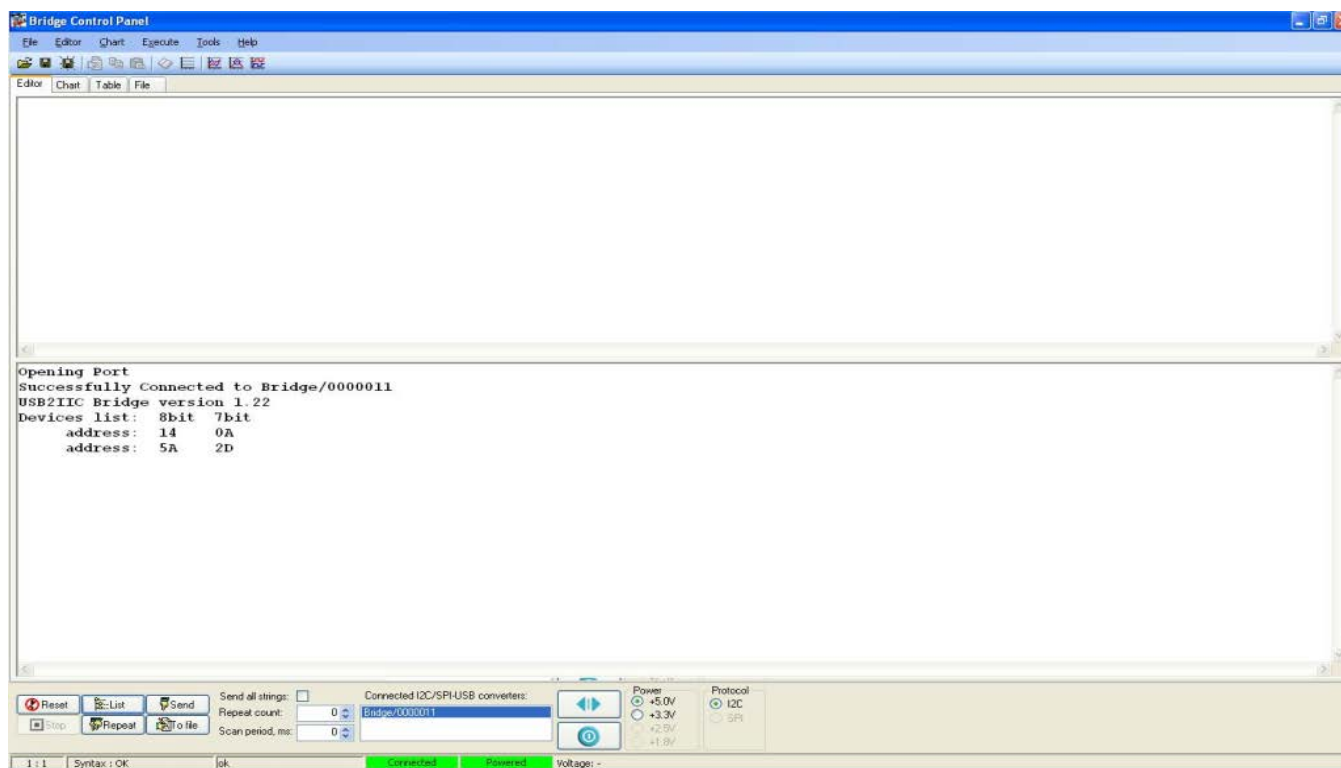 Bridge Control Panel
File Editor Chart Execute Tools Help
Editor Chart Table File
Opening Port
Successfully Connected to Bridge/0000011
USB2IIC Bridge version 1.22
Devices list: 8bit 7bit
address: 14 0A
address: 5A 2D
Reset List Send
Stop Repeat To file
Send all strings:
Repeat count: 0
Scan period, ms: 0
Connected I2C/SPI-USB converters:
Bridge/0000011
Power
+5.0V
+3.3V
+2.5V
+1.8V
Protocol
I2C
SPI
1 : 1 Syntax : OK ok Connected Powered Voltage: -